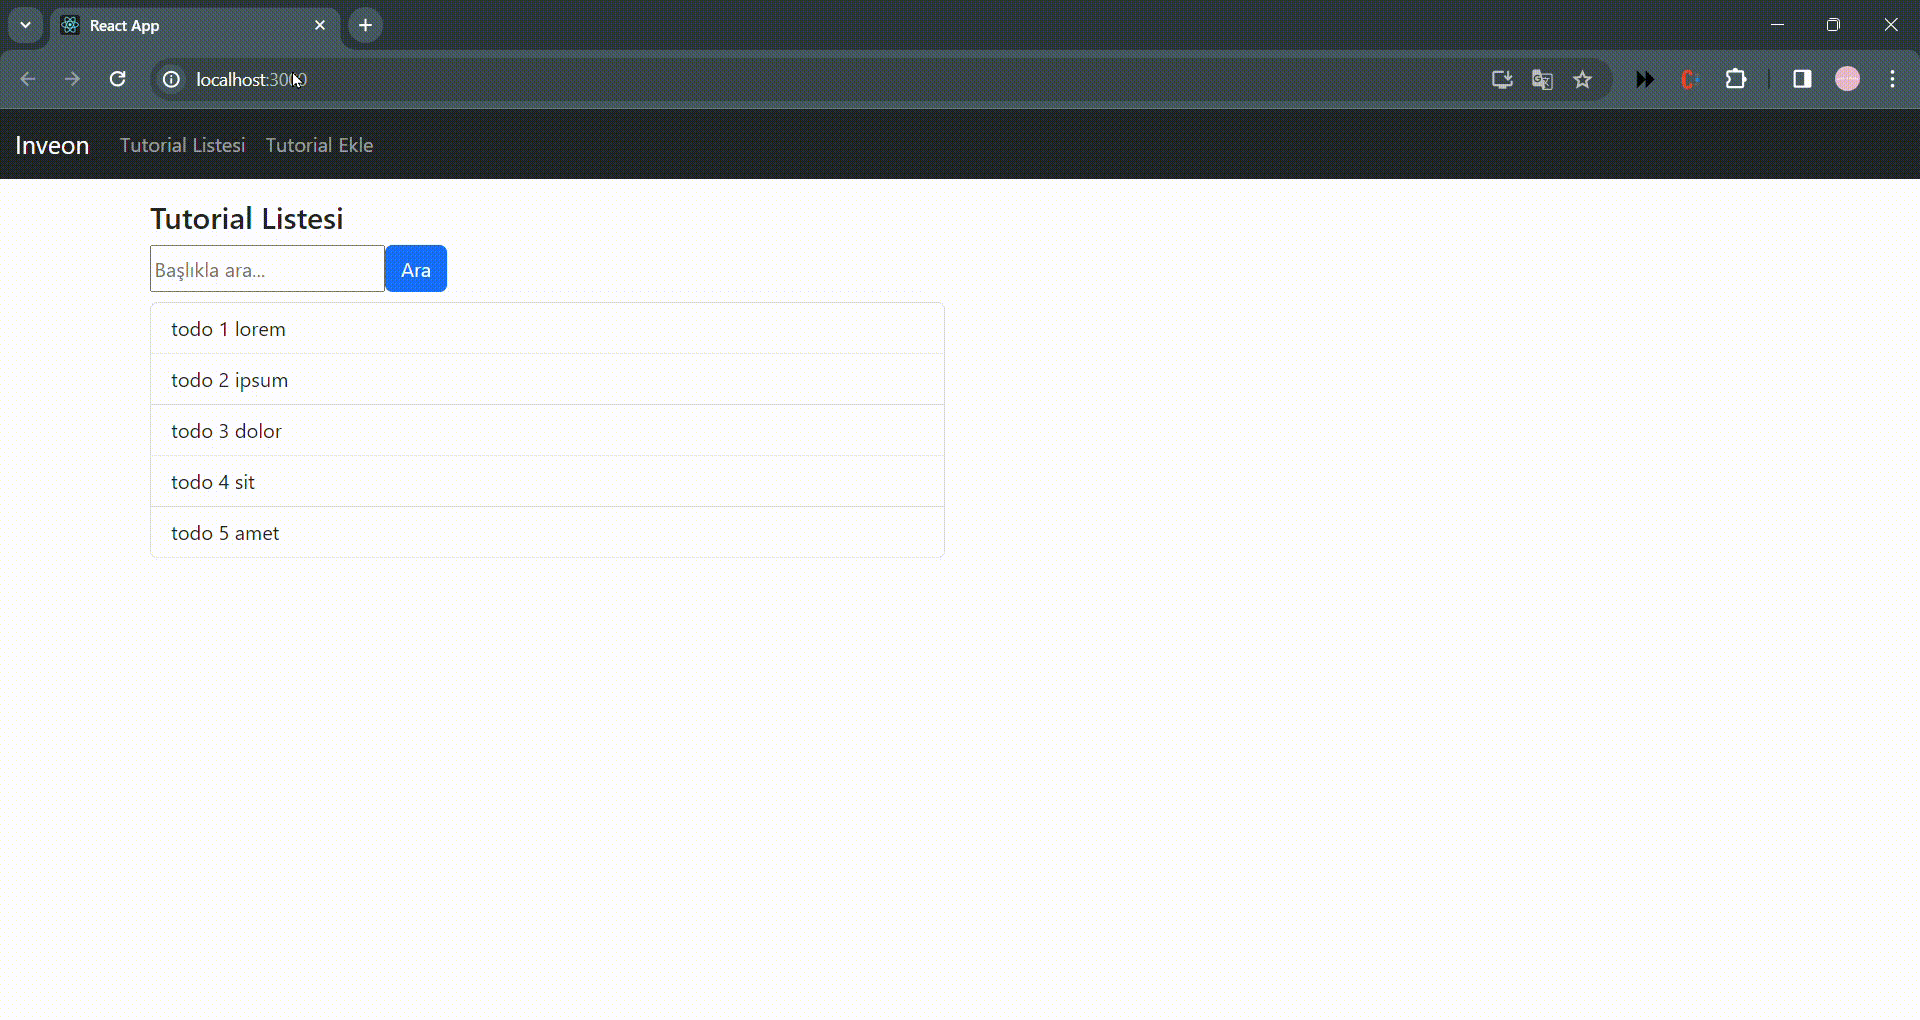 React App
localhost:3000
Inveon Tutorial Listesi Tutorial Ekle
Tutorial Listesi
Başlıkla ara... Ara
todo 1 lorem
todo 2 ipsum
todo 3 dolor
todo 4 sit
todo 5 amet